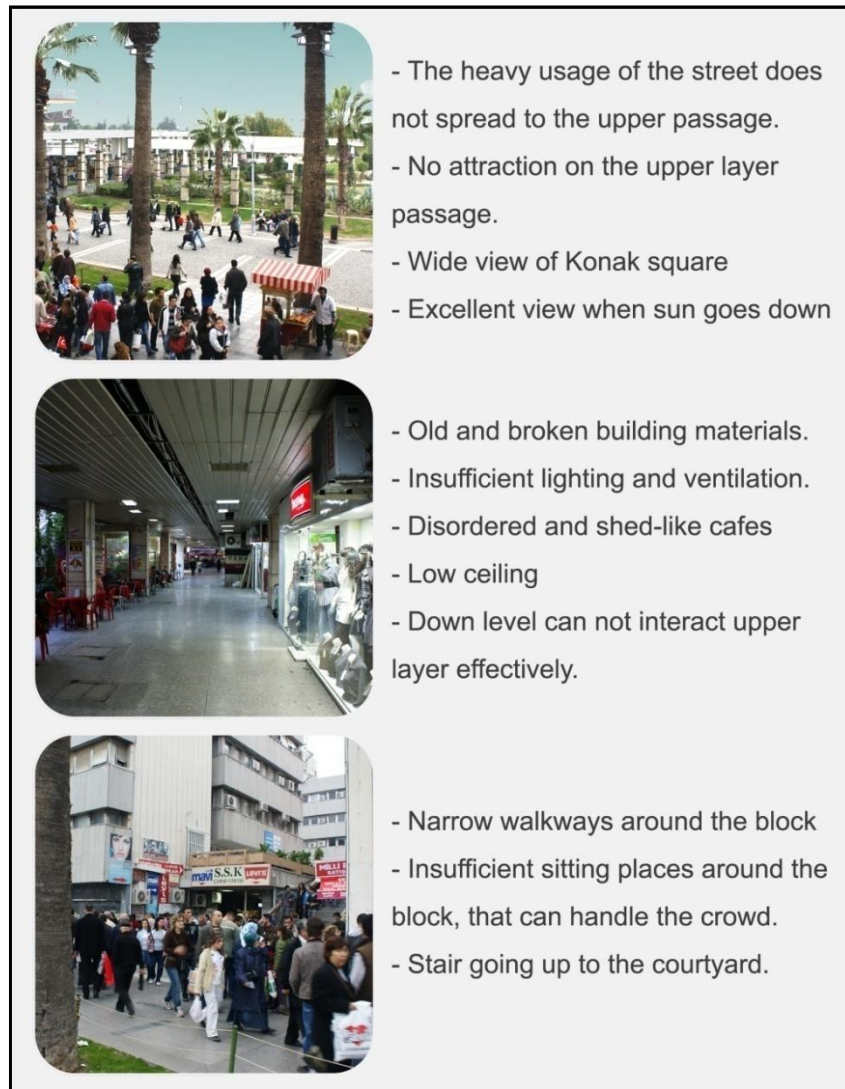 - The heavy usage of the street does
not spread to the upper passage.
- No attraction on the upper layer
passage.
- Wide view of Konak square
- Excellent view when sun goes down
- Old and broken building materials.
- Insufficient lighting and ventilation.
- Disordered and shed-like cafes
- Low ceiling
- Down level can not interact upper
layer effectively.
mavi S.S.K LEVI'S
MİLLİ
- Narrow walkways around the block
- Insufficient sitting places around the
block, that can handle the crowd.
- Stair going up to the courtyard.